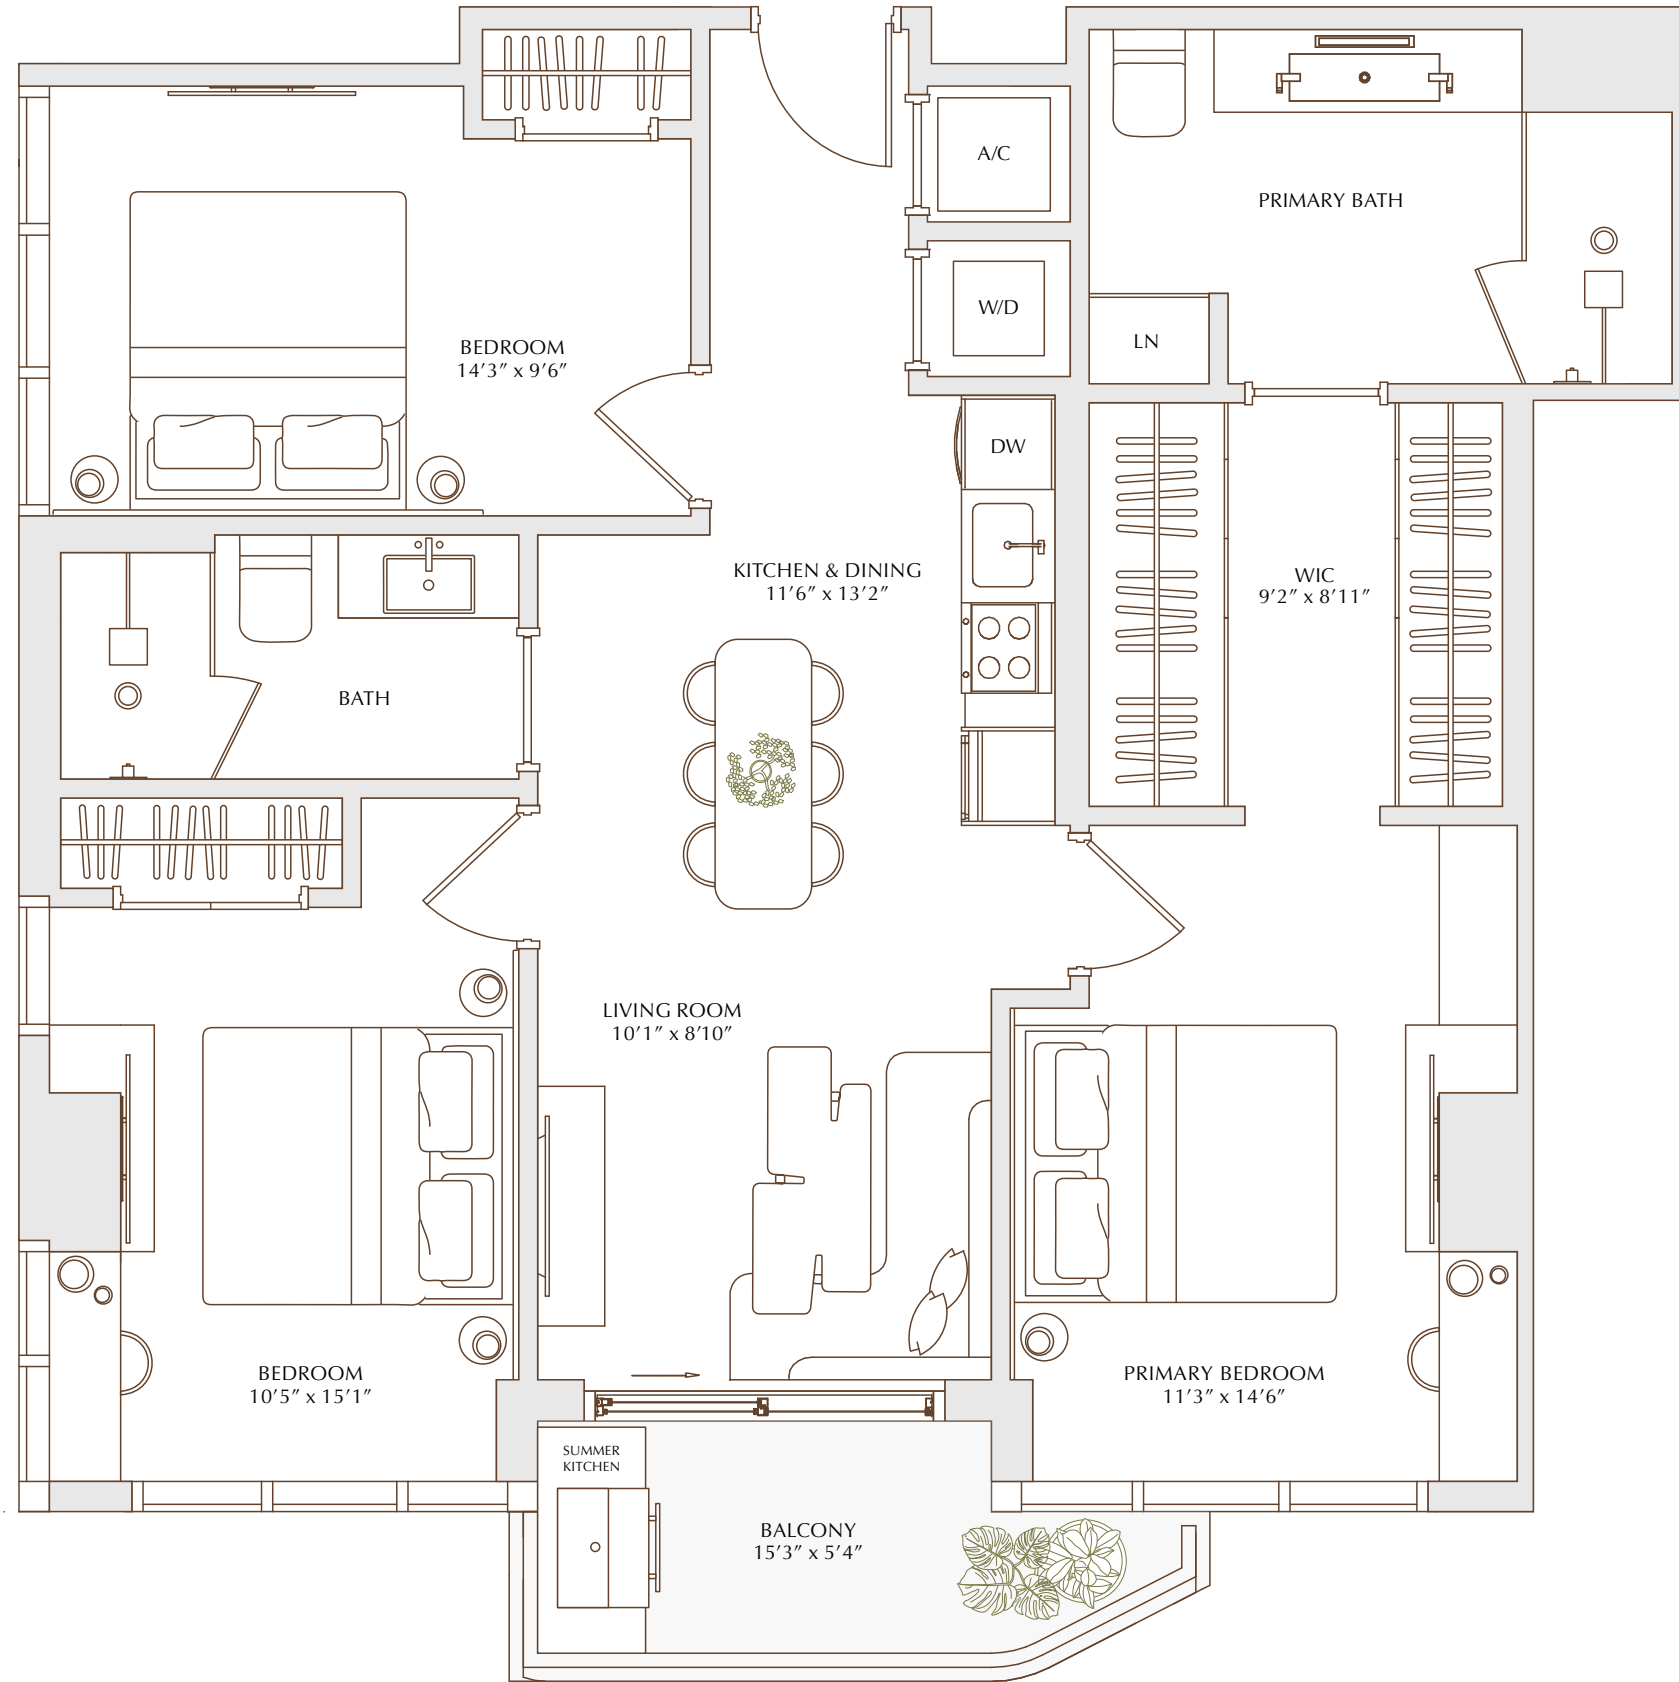 A/C
PRIMARY BATH
W/D
LN
BEDROOM
14’3” x 9’6”
DW
KITCHEN & DINING
11’6” x 13’2”
WIC
9’2” x 8’11”
BATH
LIVING ROOM
10’1” x 8’10”
BEDROOM
10’5” x 15’1”
PRIMARY BEDROOM
11’3” x 14’6”
SUMMER
KITCHEN
BALCONY
15’3” x 5’4”